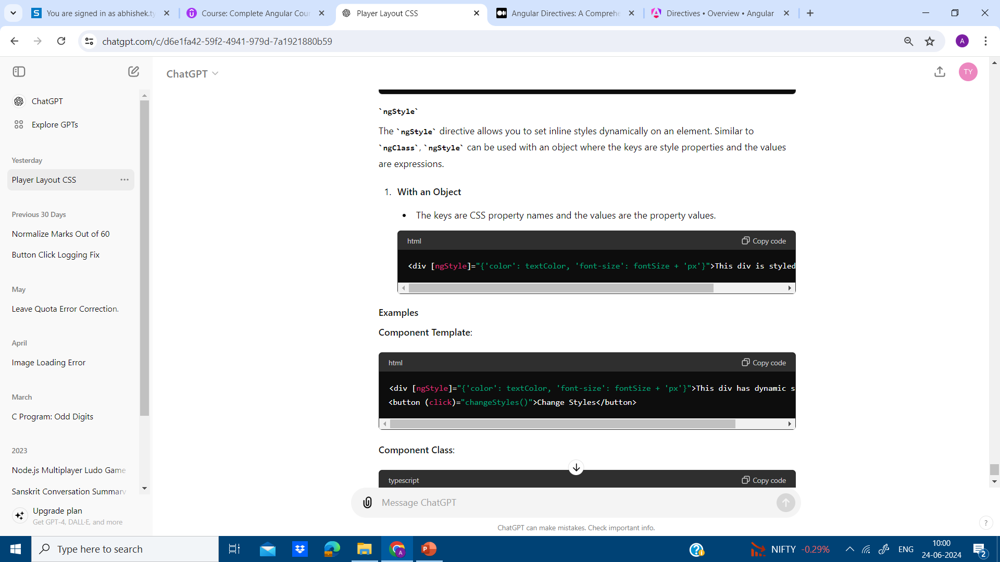 You are signed in as abhishek.ty
Course: Complete Angular Cour
Player Layout CSS
Angular Directives: A Comprehe
Directives • Overview • Angular
chatgpt.com/c/d6e1fa42-59f2-4941-979d-7a1921880b59
A
ChatGPT
Explore GPTs
Yesterday
Player Layout CSS
Previous 30 Days
Normalize Marks Out of 60
Button Click Logging Fix
May
Leave Quota Error Correction.
April
Image Loading Error
March
C Program: Odd Digits
2023
Node.js Multiplayer Ludo Game
Sanskrit Conversation Summary
Upgrade plan
Get GPT-4, DALL·E, and more
ChatGPT
TY
`ngStyle`
The `ngStyle` directive allows you to set inline styles dynamically on an element. Similar to
`ngClass`, `ngStyle` can be used with an object where the keys are style properties and the values
are expressions.
1. With an Object
• The keys are CSS property names and the values are the property values.
html
Copy code
<div [ngStyle]="{'color': textColor, 'font-size': fontSize + 'px'}">This div is styled
Examples
Component Template:
html
Copy code
<div [ngStyle]="{'color': textColor, 'font-size': fontSize + 'px'}">This div has dynamic s
<button (click)="changeStyles()">Change Styles</button>
Component Class:
typescript
Copy code
Message ChatGPT
ChatGPT can make mistakes. Check important info.
?
Type here to search
NIFTY -0.29%
ENG
10:00
24-06-2024
2